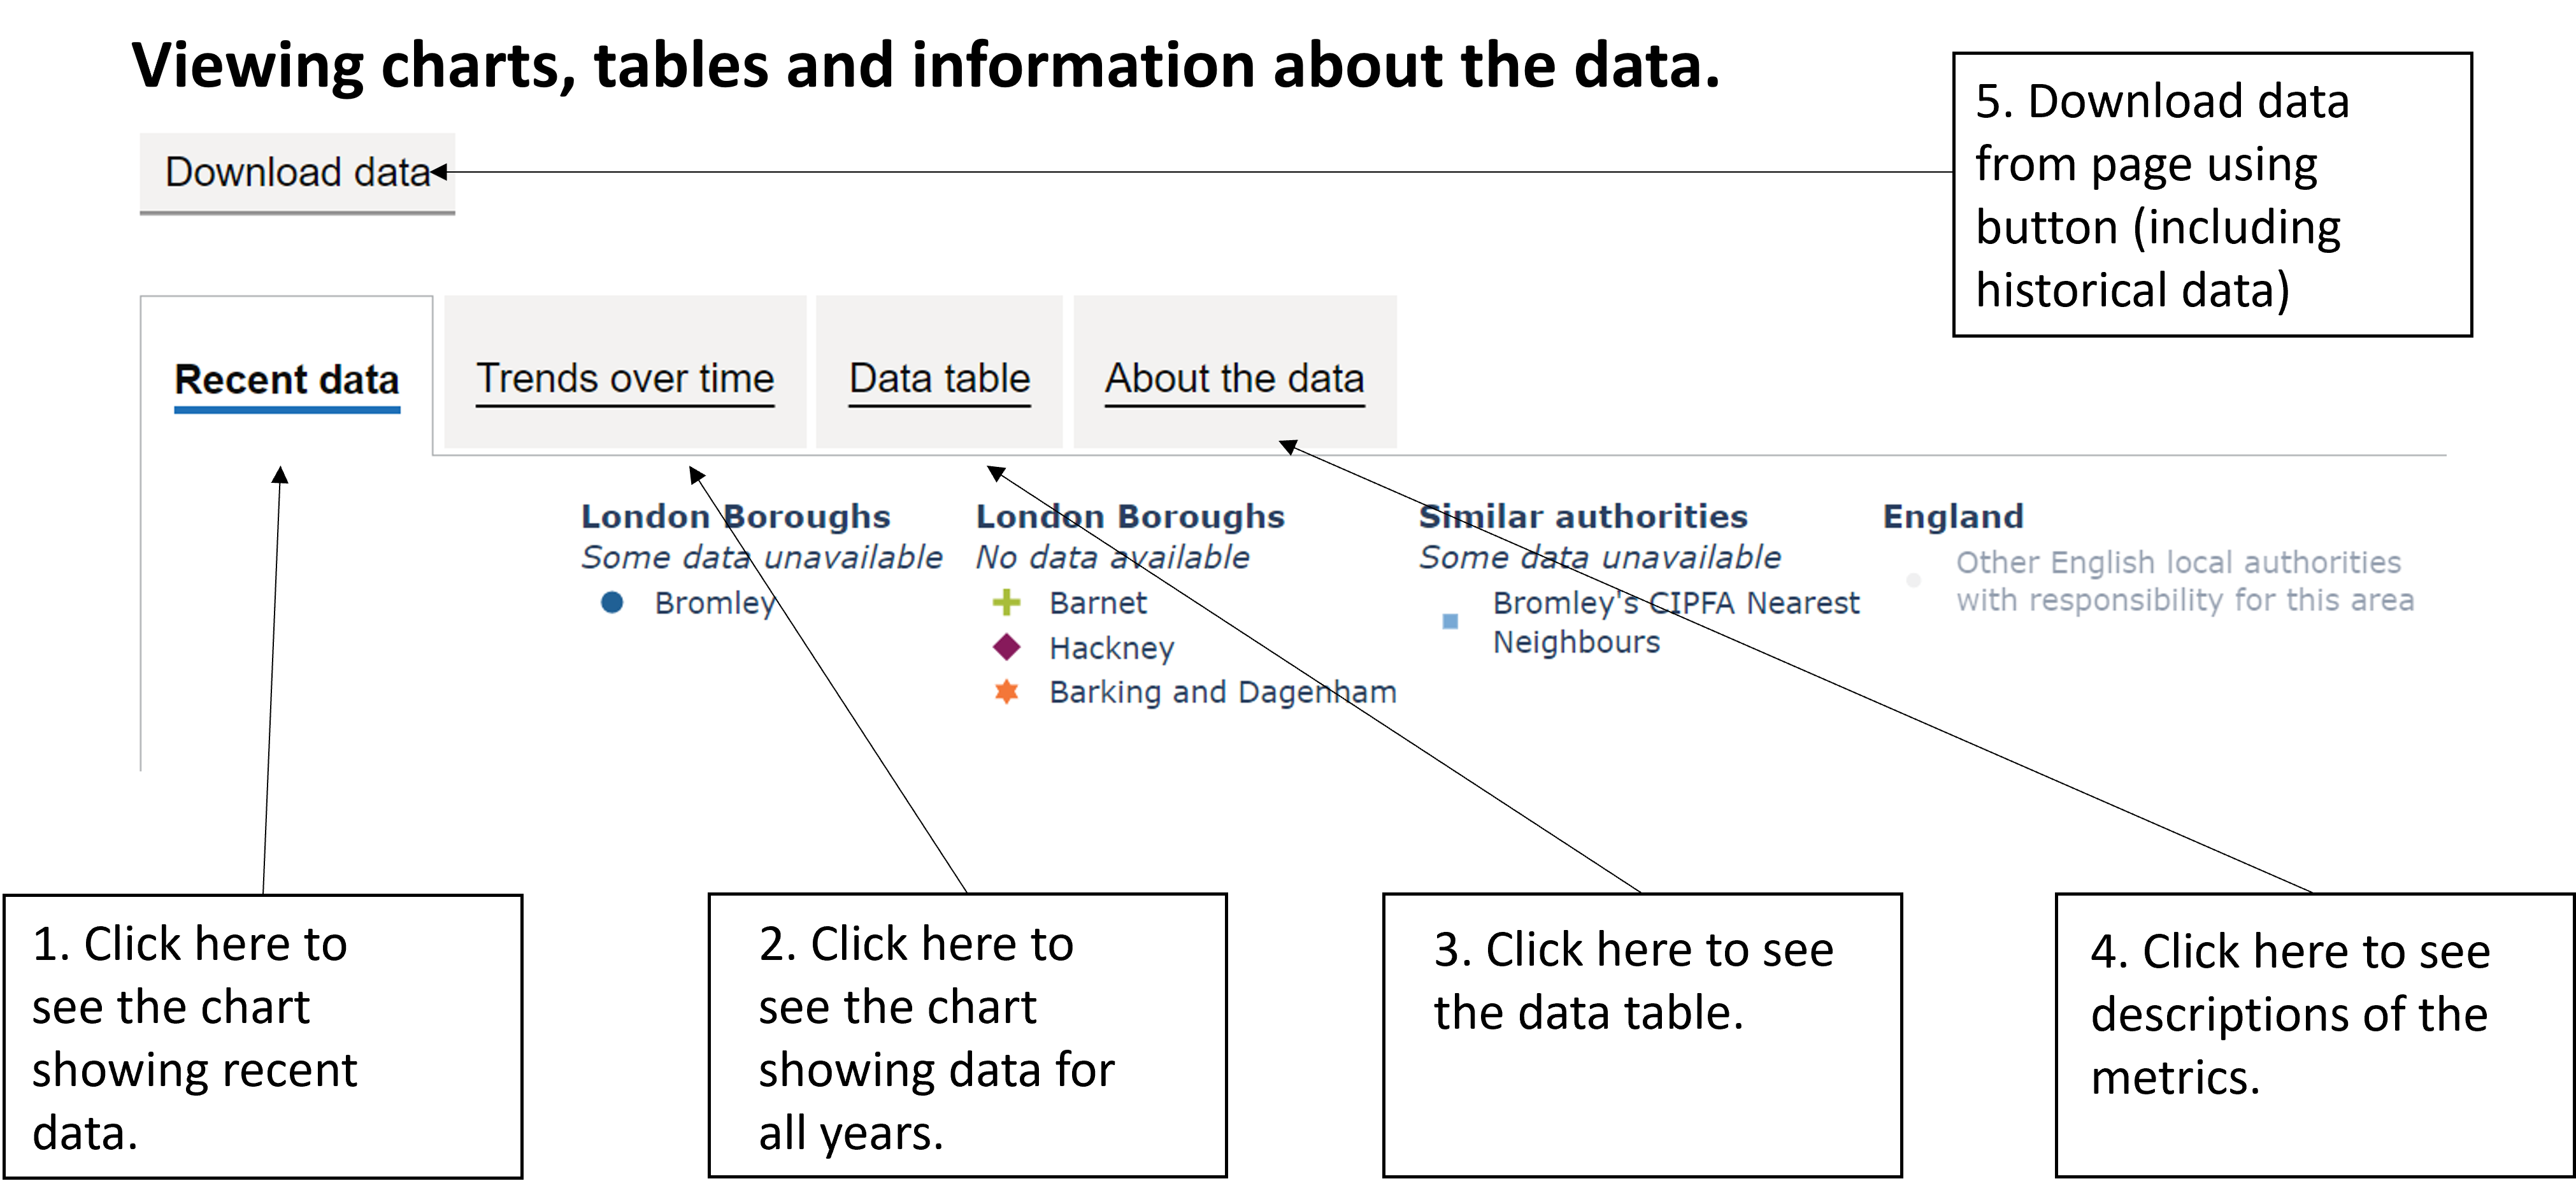 Viewing charts, tables and information about the data.
5. Download data
from page using
button (including
historical data)
Download data
Recent data
Trends over time
Data table
About the data
London Boroughs
Some data unavailable
Bromley
London Boroughs
No data available
Barnet
Hackney
Barking and Dagenham
Similar authorities
Some data unavailable
Bromley's CIPFA Nearest
Neighbours
England
Other English local authorities
with responsibility for this area
1. Click here to
see the chart
showing recent
data.
2. Click here to
see the chart
showing data for
all years.
3. Click here to see
the data table.
4. Click here to see
descriptions of the
metrics.